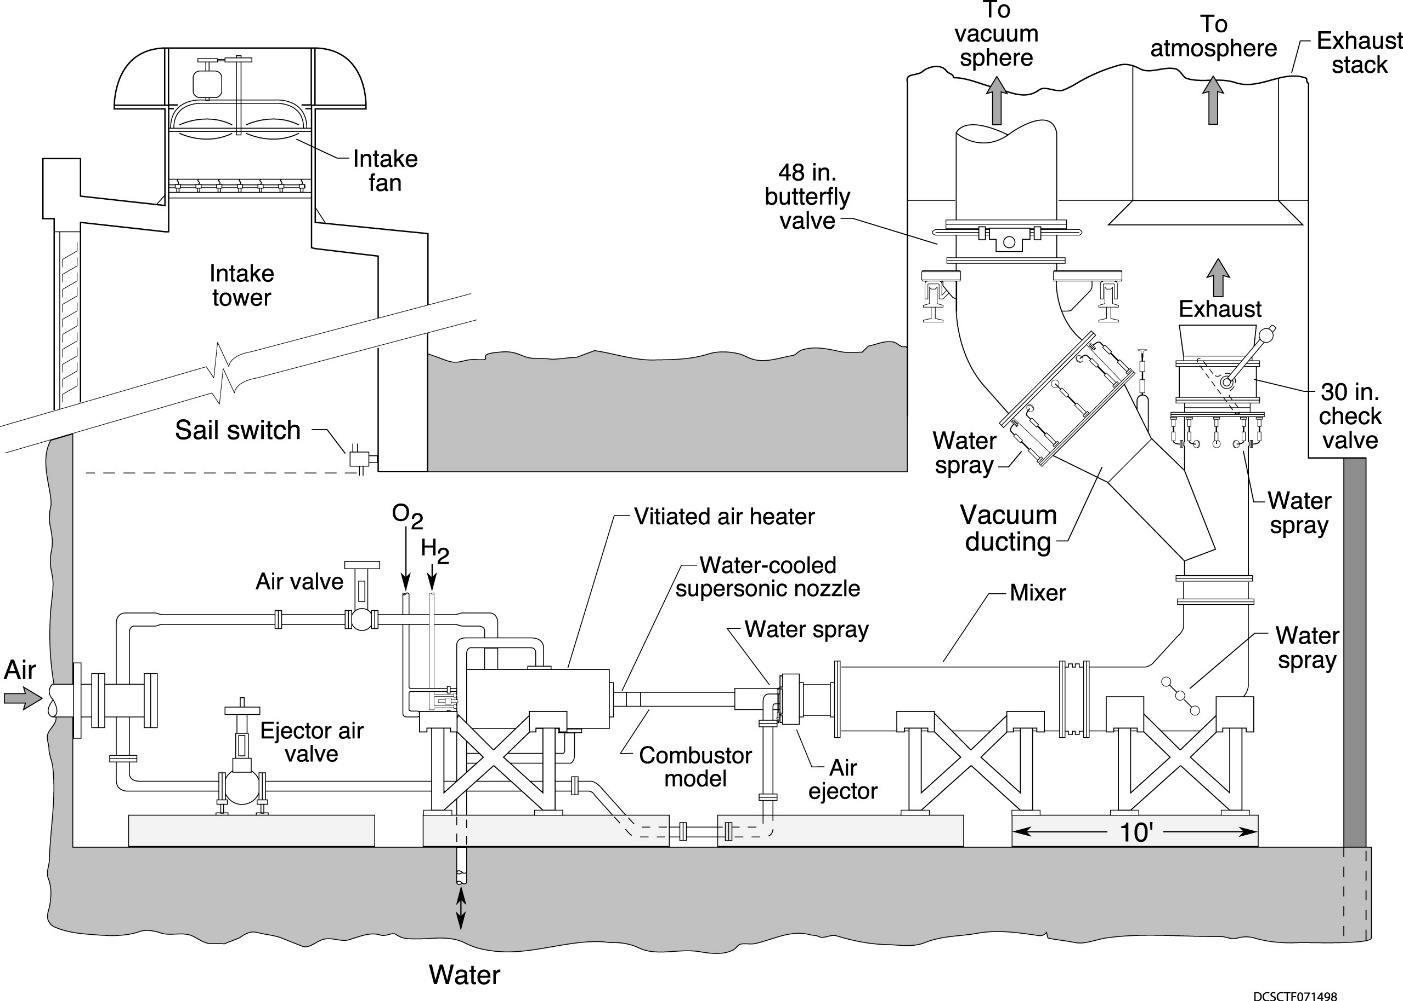 To
vacuum
sphere
To
atmosphere
Exhaust
stack
Intake
fan
48 in.
butterfly
valve
Intake
tower
Exhaust
30 in.
check
valve
Sail switch
Water
spray
Water
spray
Vacuum
ducting
O2
H2
Vitiated air heater
Air valve
Water-cooled
supersonic nozzle
Mixer
Water spray
Water
spray
Air
Ejector air
valve
Combustor
model
Air
ejector
10'
Water
DCSCTF071498